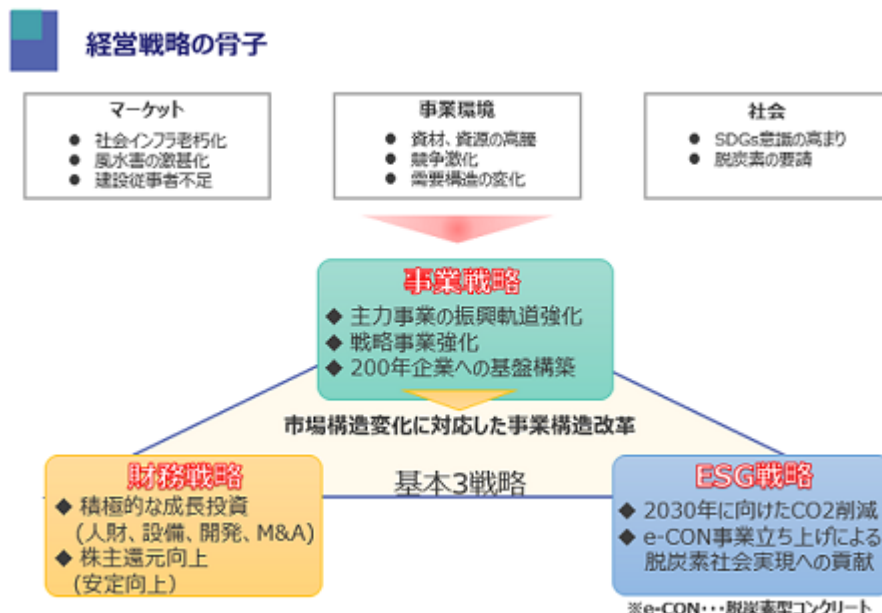 経営戦略の骨子
マーケット
● 社会インフラ老朽化
● 風水害の激甚化
● 建設従事者不足
事業環境
● 資材、資源の高騰
● 競争激化
● 需要構造の変化
社会
● SDGs意識の高まり
● 脱炭素の要請
事業戦略
◆ 主力事業の振興軌道強化
◆ 戦略事業強化
◆ 200年企業への基盤構築
市場構造変化に対応した事業構造改革
基本3戦略
財務戦略
◆ 積極的な成長投資
(人財、設備、開発、M&A)
◆ 株主還元向上
(安定向上)
ESG戦略
◆ 2030年に向けたCO2削減
◆ e-CON事業立ち上げによる
脱炭素社会実現への貢献
※e-CON・・・脱炭素型コンクリート